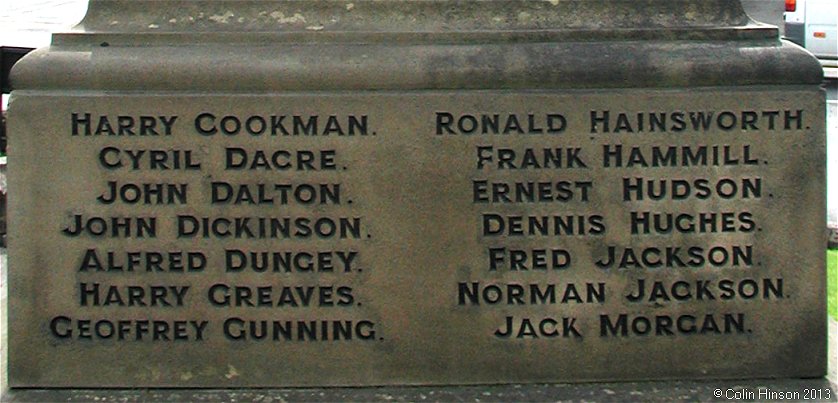 HARRY COOKMAN.
CYRIL DACRE.
JOHN DALTON.
JOHN DICKINSON.
ALFRED DUNGEY.
HARRY GREAVES.
GEOFFREY GUNNING.
RONALD HAINSWORTH.
FRANK HAMMILL.
ERNEST HUDSON.
DENNIS HUGHES.
FRED JACKSON.
NORMAN JACKSON.
JACK MORGAN.
©Colin Hinson 2013